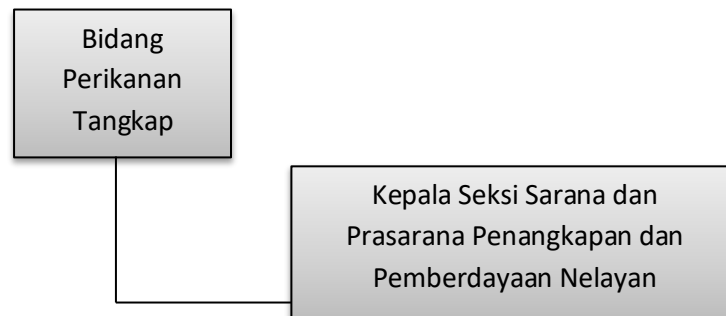 Bidang
Perikanan
Tangkap
Kepala Seksi Sarana dan
Prasarana Penangkapan dan
Pemberdayaan Nelayan